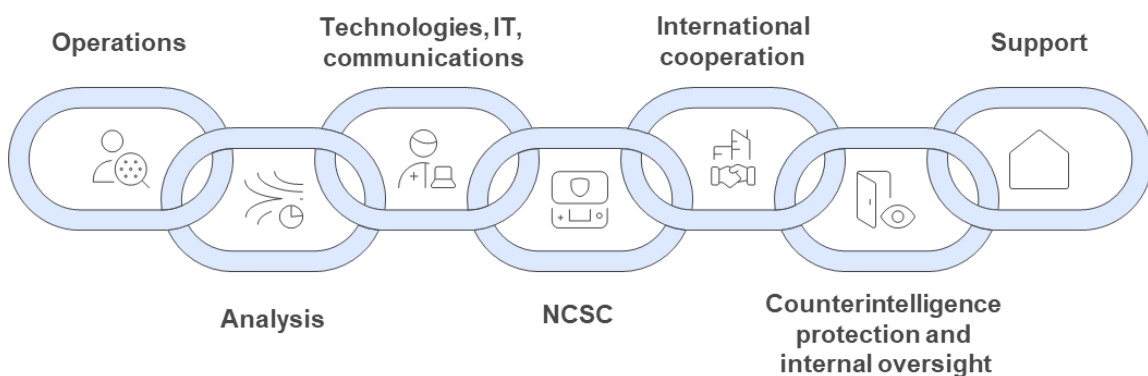 Operations
Technologies, IT,
communications
International
cooperation
Support
Analysis
NCSC
Counterintelligence
protection and
internal oversight